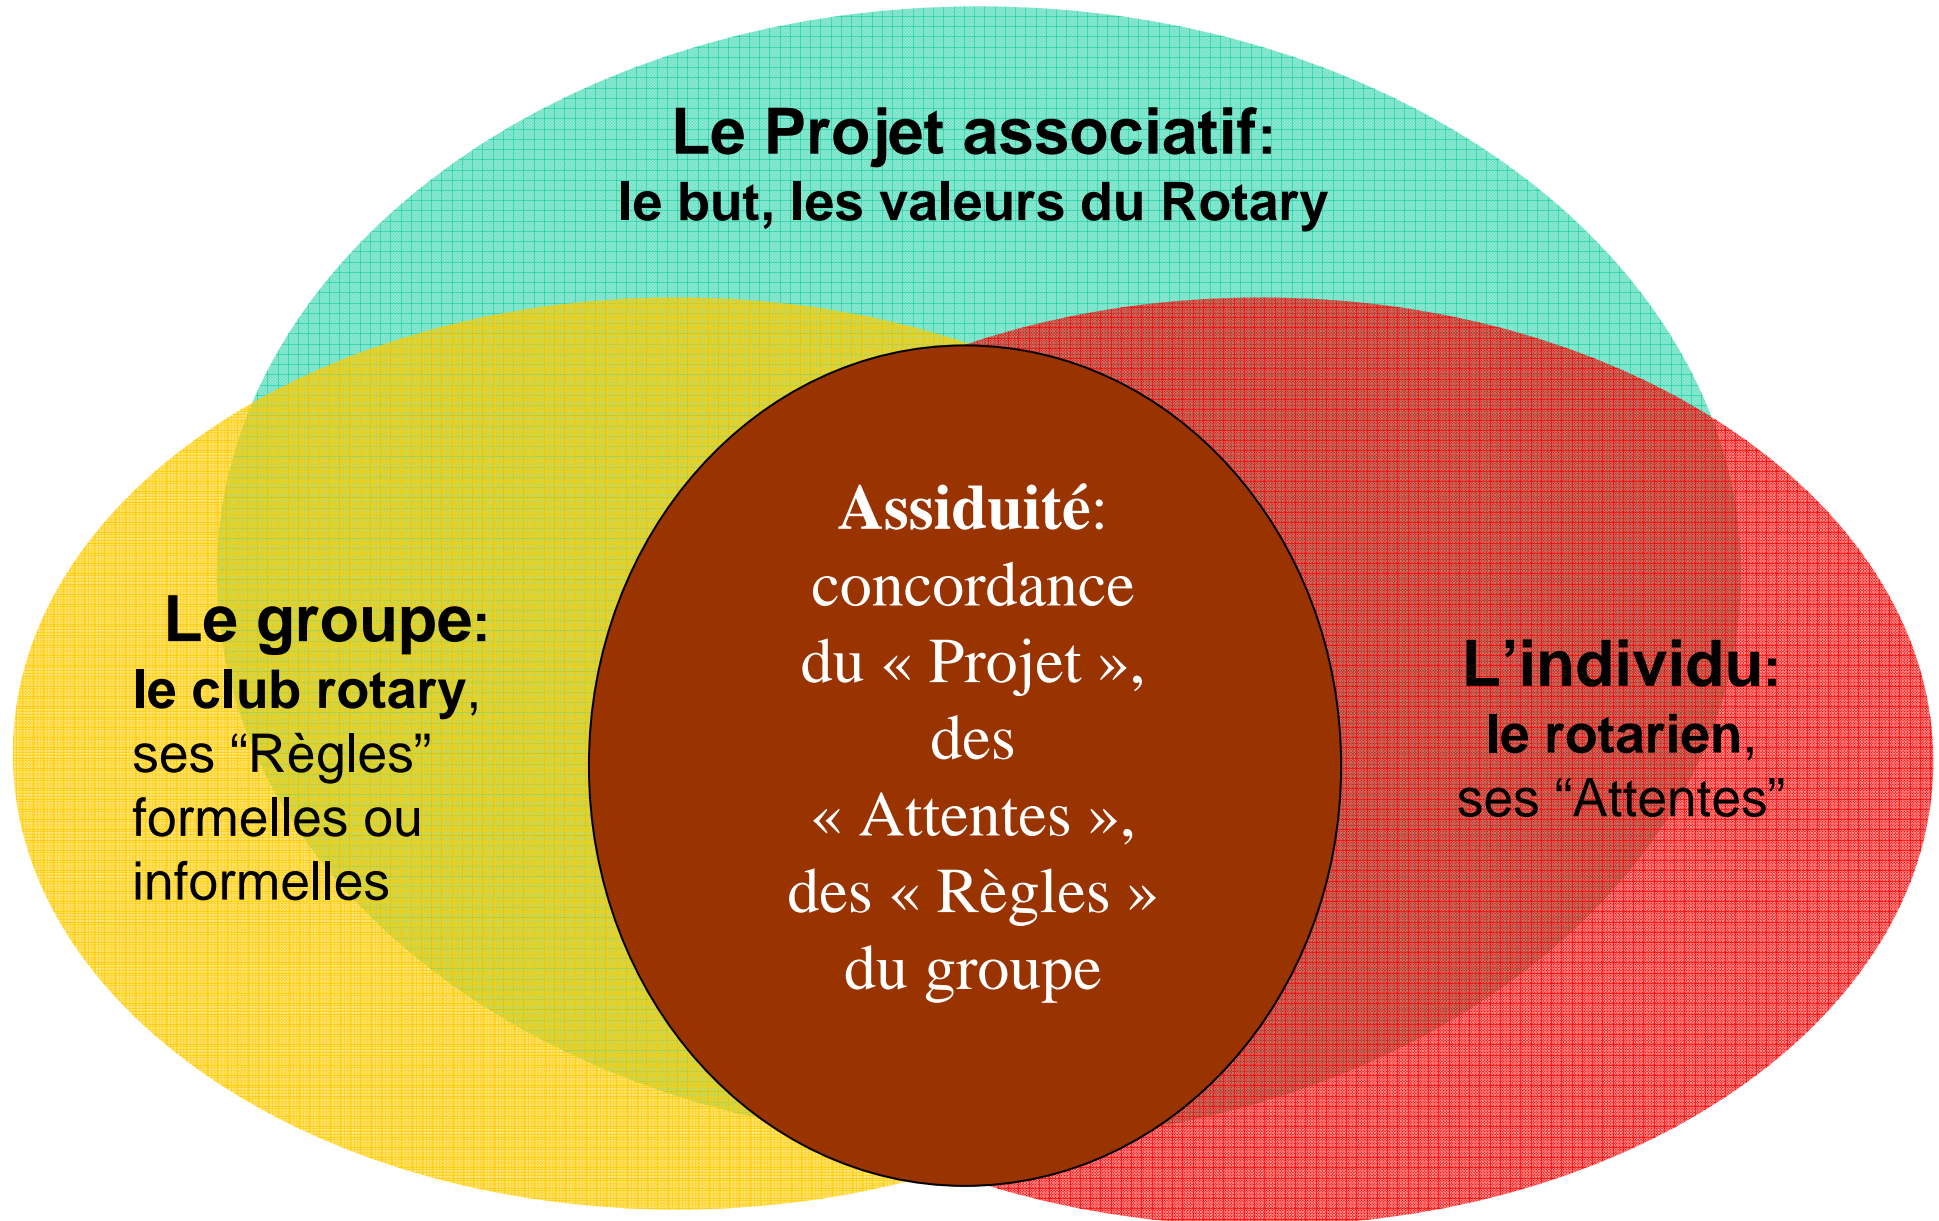 Le Projet associatif:
le but, les valeurs du Rotary
Le groupe:
le club rotary,
ses “Règles”
formelles ou
informelles
Assiduité:
concordance
du « Projet »,
des
« Attentes »,
des « Règles »
du groupe
L’individu:
le rotarien,
ses “Attentes”